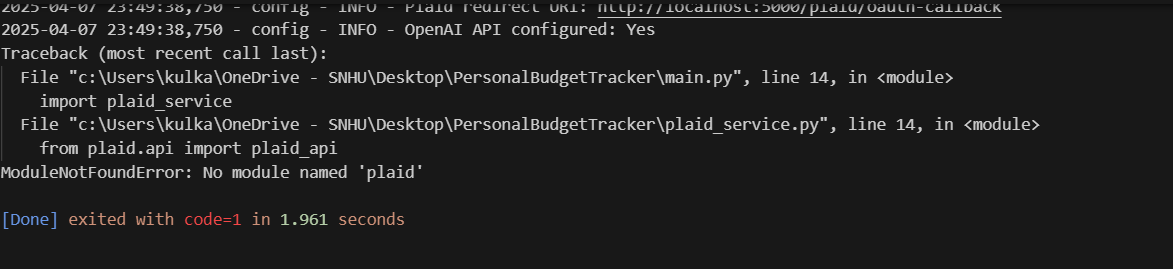 2025-04-07 23:49:38,750 - config - INFO - Plaid redirect URI: http://localhost:5000/plaid/oauth-callback
2025-04-07 23:49:38,750 - config - INFO - OpenAI API configured: Yes
Traceback (most recent call last):
  File "c:\Users\kulka\OneDrive - SNHU\Desktop\PersonalBudgetTracker\main.py", line 14, in <module>
    import plaid_service
  File "c:\Users\kulka\OneDrive - SNHU\Desktop\PersonalBudgetTracker\plaid_service.py", line 14, in <module>
    from plaid.api import plaid_api
ModuleNotFoundError: No module named 'plaid'
[Done] exited with code=1 in 1.961 seconds